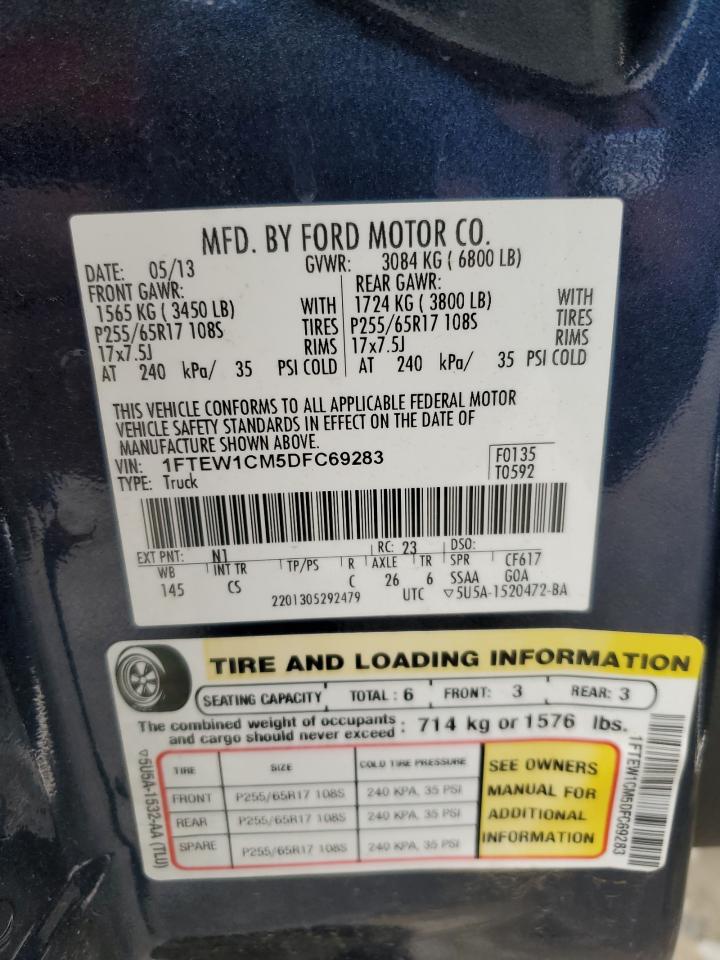 MFD. BY FORD MOTOR CO.
DATE: 05/13 GVWR: 3084 KG ( 6800 LB)
FRONT GAWR: REAR GAWR:
1565 KG ( 3450 LB) WITH 1724 KG ( 3800 LB) WITH
P255/65R17 108S TIRES P255/65R17 108S TIRES
17x7.5J RIMS 17x7.5J RIMS
AT 240 kPa/ 35 PSI COLD AT 240 kPa/ 35 PSI COLD
THIS VEHICLE CONFORMS TO ALL APPLICABLE FEDERAL MOTOR
VEHICLE SAFETY STANDARDS IN EFFECT ON THE DATE OF
MANUFACTURE SHOWN ABOVE.
VIN: 1FTEW1CM5DFC69283 F0135
TYPE: Truck T0592
EXT PNT: N1 RC: 23 DSO:
WB INT TR TP/PS R AXLE TR SPR CF617
145 CS C 26 6 SSAA GOA
2201305292479 UTC ▽5U5A-1520472-BA
TIRE AND LOADING INFORMATION
SEATING CAPACITY TOTAL : 6 FRONT: 3 REAR: 3
The combined weight of occupants and cargo should never exceed : 714 kg or 1576 lbs.
TIRE SIZE COLD TIRE PRESSURE
FRONT P255/65R17 108S 240 KPA, 35 PSI
REAR P255/65R17 108S 240 KPA, 35 PSI
SPARE P255/65R17 108S 240 KPA, 35 PSI
SEE OWNERS
MANUAL FOR
ADDITIONAL
INFORMATION
▽5U5A-1532-AA (TLU)
1FTEW1CM5DFC69283